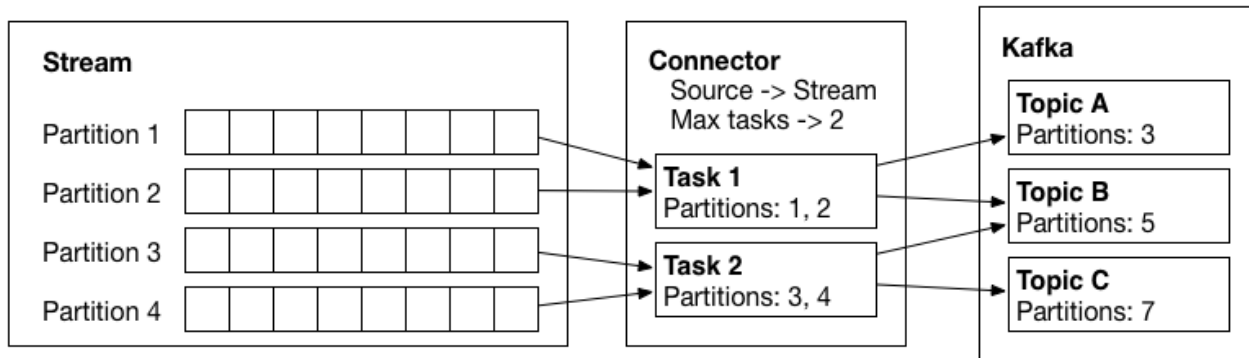 Stream
Partition 1
Partition 2
Partition 3
Partition 4
Connector
Source -> Stream
Max tasks -> 2
Task 1
Partitions: 1, 2
Task 2
Partitions: 3, 4
Kafka
Topic A
Partitions: 3
Topic B
Partitions: 5
Topic C
Partitions: 7